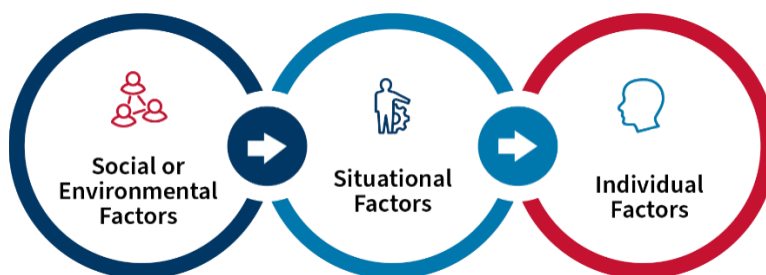 Social or
Environmental
Factors
Situational
Factors
Individual
Factors